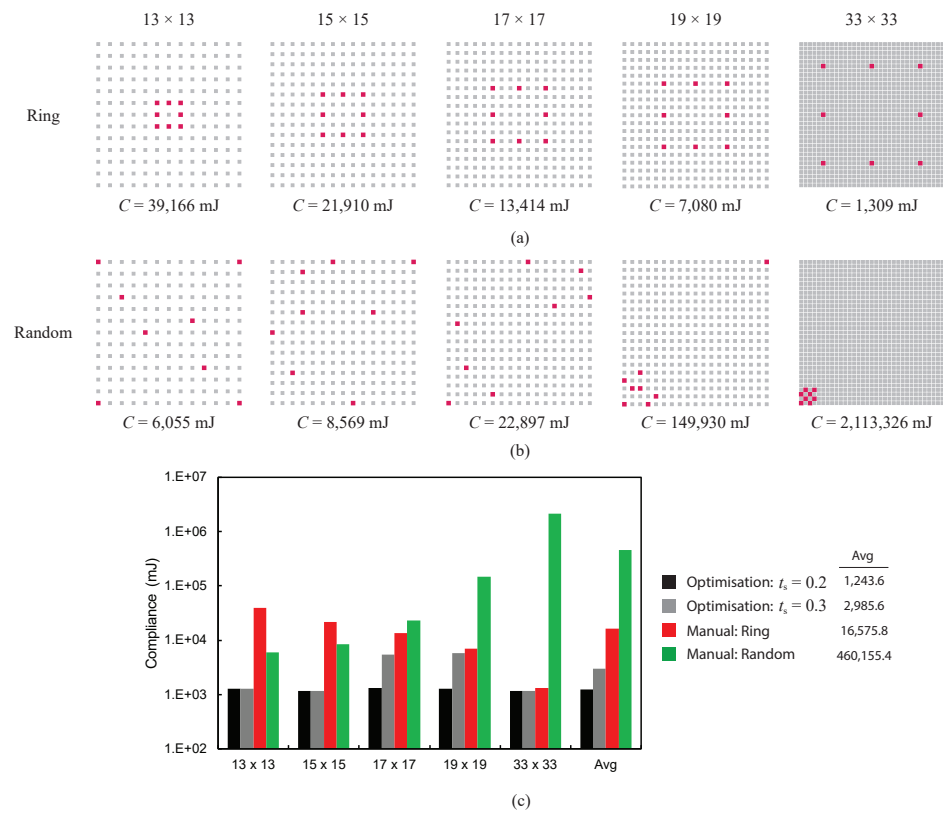 13 × 13 15 × 15 17 × 17 19 × 19 33 × 33
Ring
C = 39,166 mJ C = 21,910 mJ C = 13,414 mJ C = 7,080 mJ C = 1,309 mJ
(a)
Random
C = 6,055 mJ C = 8,569 mJ C = 22,897 mJ C = 149,930 mJ C = 2,113,326 mJ
(b)
Compliance (mJ)
1.E+07
1.E+06
1.E+05
1.E+04
1.E+03
1.E+02
13 x 13 15 x 15 17 x 17 19 x 19 33 x 33 Avg
Avg
Optimisation: ts = 0.2 1,243.6
Optimisation: ts = 0.3 2,985.6
Manual: Ring 16,575.8
Manual: Random 460,155.4
(c)